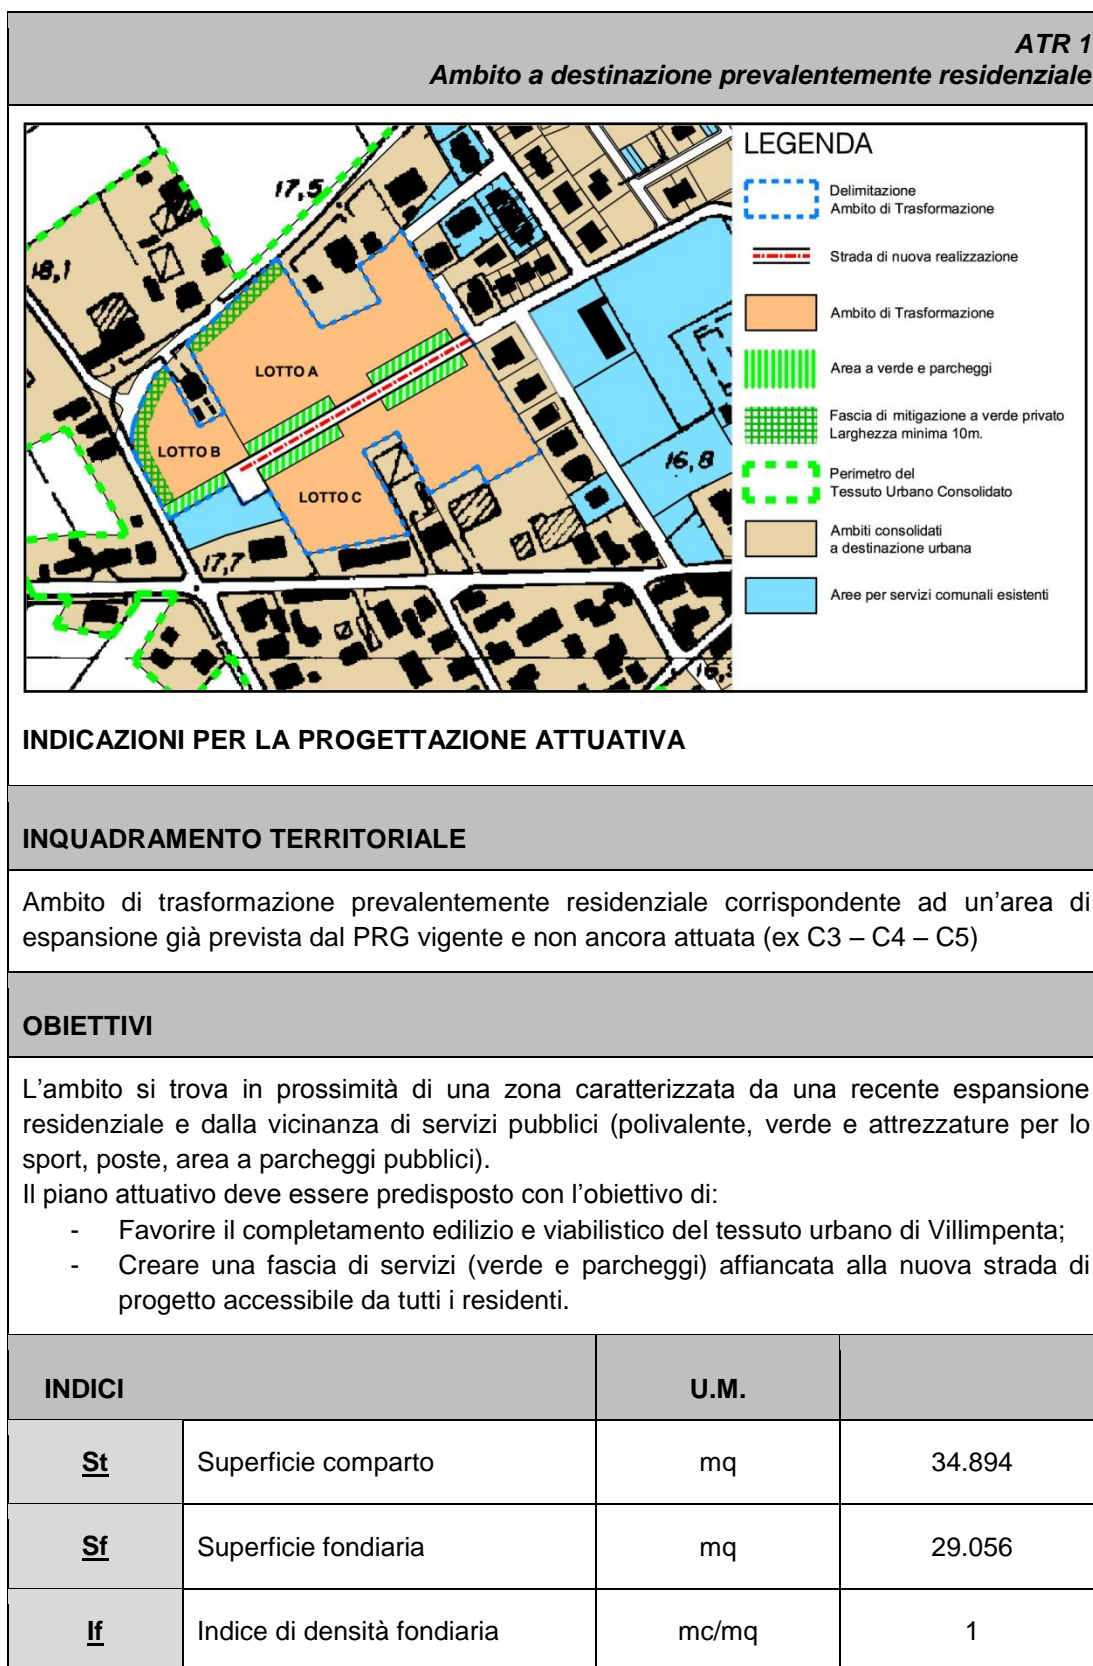 ATR 1
Ambito a destinazione prevalentemente residenziale
LEGENDA
Delimitazione
Ambito di Trasformazione
Strada di nuova realizzazione
Ambito di Trasformazione
Area a verde e parcheggi
Fascia di mitigazione a verde privato
Larghezza minima 10m.
Perimetro del
Tessuto Urbano Consolidato
Ambiti consolidati
a destinazione urbana
Aree per servizi comunali esistenti
17,5
18,1
LOTTO A
LOTTO B
LOTTO C
16,8
17,7
INDICAZIONI PER LA PROGETTAZIONE ATTUATIVA
INQUADRAMENTO TERRITORIALE
Ambito di trasformazione prevalentemente residenziale corrispondente ad un'area di
espansione già prevista dal PRG vigente e non ancora attuata (ex C3 – C4 – C5)
OBIETTIVI
L'ambito si trova in prossimità di una zona caratterizzata da una recente espansione
residenziale e dalla vicinanza di servizi pubblici (polivalente, verde e attrezzature per lo
sport, poste, area a parcheggi pubblici).
Il piano attuativo deve essere predisposto con l'obiettivo di:
- Favorire il completamento edilizio e viabilistico del tessuto urbano di Villimpenta;
- Creare una fascia di servizi (verde e parcheggi) affiancata alla nuova strada di
progetto accessibile da tutti i residenti.
INDICI U.M.
St Superficie comparto mq 34.894
Sf Superficie fondiaria mq 29.056
If Indice di densità fondiaria mc/mq 1